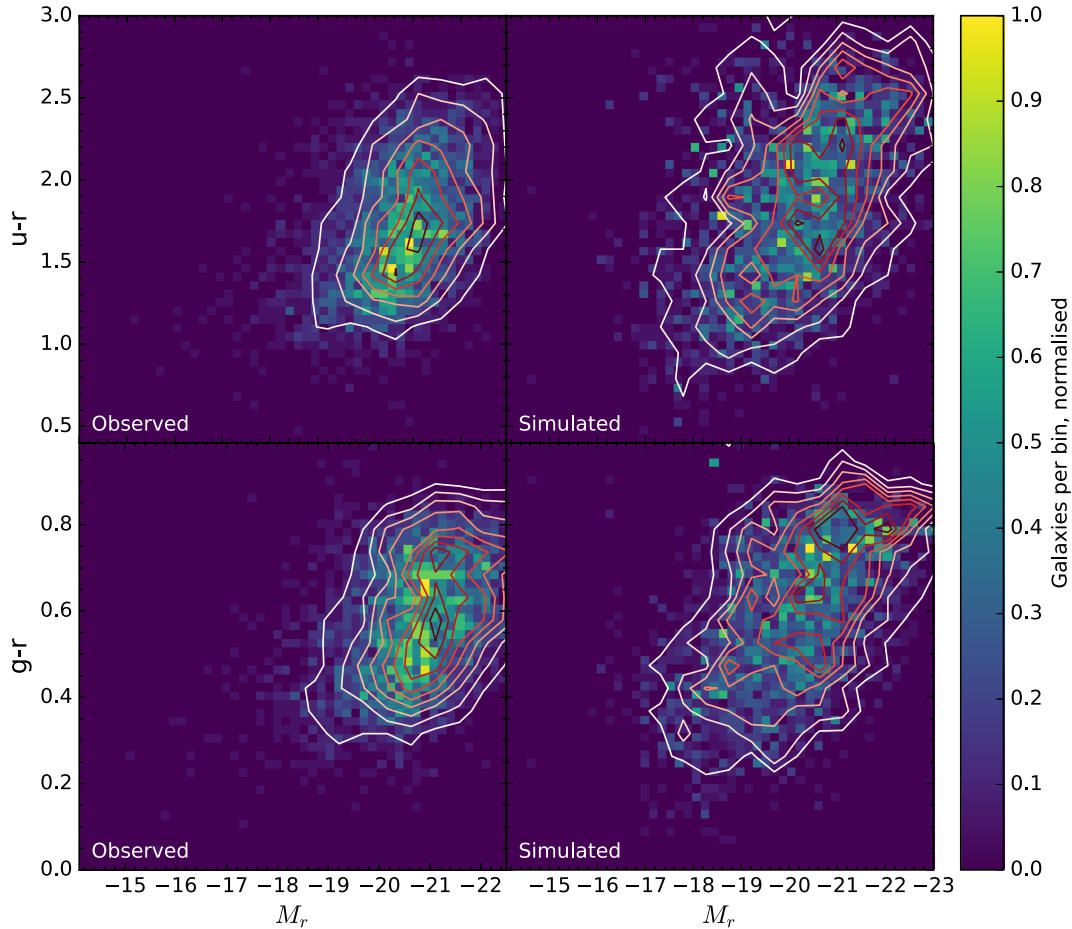 3.0
2.5
2.0
1.5
1.0
0.5
u-r
Observed
Simulated
0.8
0.6
0.4
0.2
0.0
g-r
Observed
Simulated
−15 −16 −17 −18 −19 −20 −21 −22
−15 −16 −17 −18 −19 −20 −21 −22 −23
M_r
M_r
1.0
0.9
0.8
0.7
0.6
0.5
0.4
0.3
0.2
0.1
0.0
Galaxies per bin, normalised